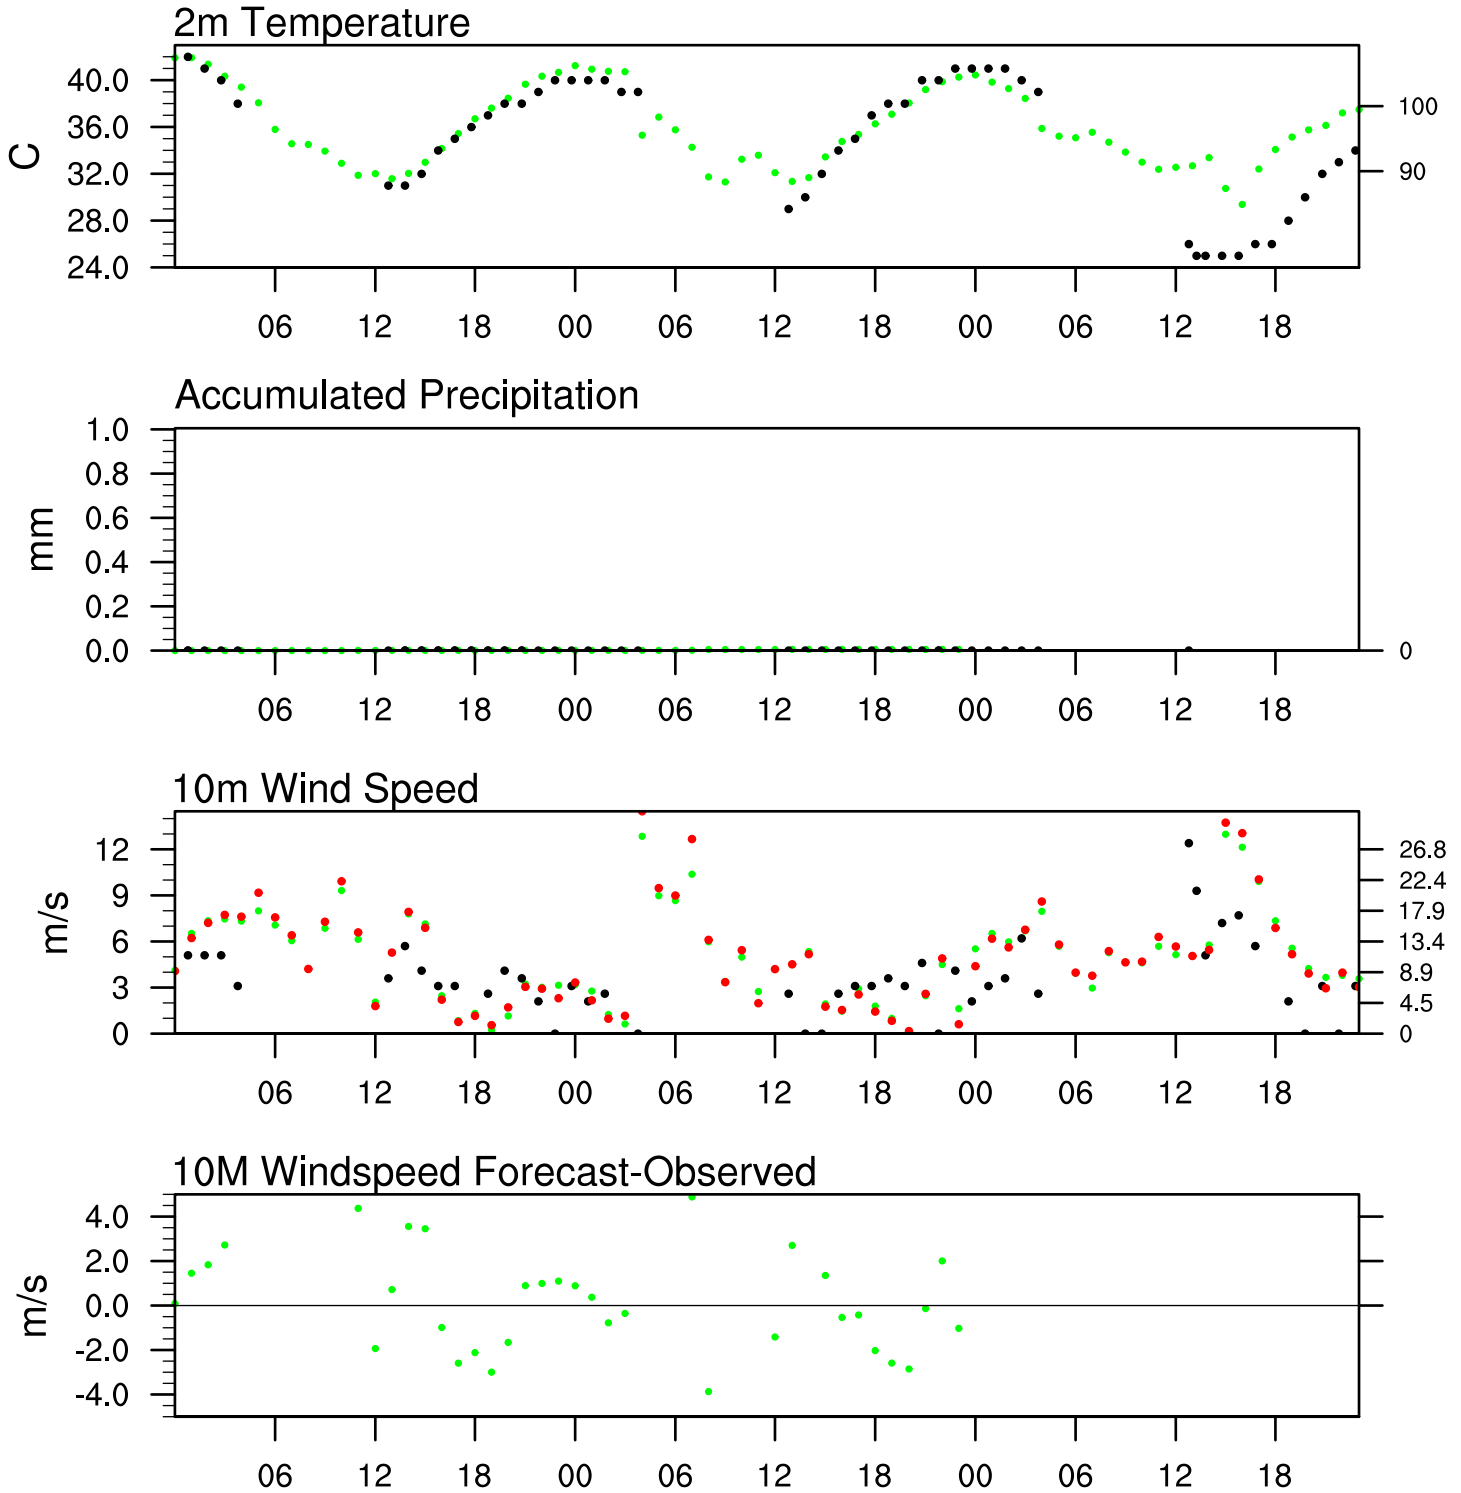 2m Temperature
40.0
36.0
32.0
28.0
24.0
C
100
90
06 12 18 00 06 12 18 00 06 12 18
Accumulated Precipitation
1.0
0.8
0.6
0.4
0.2
0.0
mm
0
06 12 18 00 06 12 18 00 06 12 18
10m Wind Speed
12
9
6
3
0
m/s
26.8
22.4
17.9
13.4
8.9
4.5
0
06 12 18 00 06 12 18 00 06 12 18
10M Windspeed Forecast-Observed
4.0
2.0
0.0
-2.0
-4.0
m/s
06 12 18 00 06 12 18 00 06 12 18